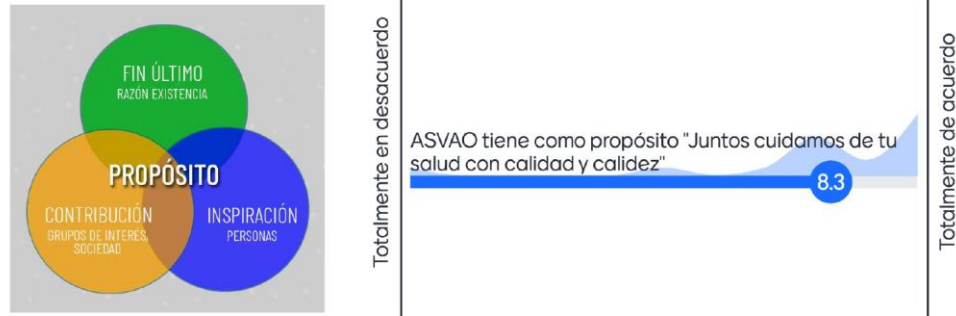 FIN ÚLTIMO
RAZÓN EXISTENCIA
PROPÓSITO
CONTRIBUCIÓN
GRUPOS DE INTERÉS,
SOCIEDAD
INSPIRACIÓN
PERSONAS
Totalmente en desacuerdo
ASVAO tiene como propósito "Juntos cuidamos de tu
salud con calidad y calidez"
8.3
Totalmente de acuerdo